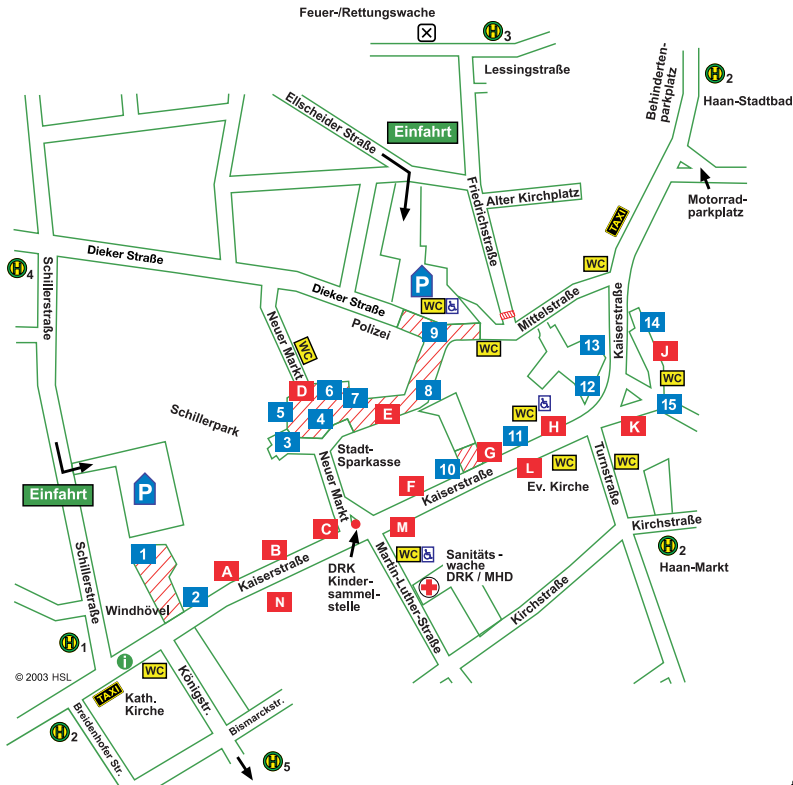 Feuer-/Rettungswache
H 3
Lessingstraße
Behinderten-
parkplatz
H 2
Haan-Stadtbad
Ellscheider Straße
Einfahrt
Friedrichstraße
Alter Kirchplatz
Motorrad-
parkplatz
TAXI
WC
Schillerstraße
H 4
Dieker Straße
Dieker Straße
P
WC
Polizei
9
Mittelstraße
WC
Kaiserstraße
13
14
J
WC
12
15
Neuer Markt
WC
D
6
7
8
5
4
E
3
Schillerpark
Stadt-
Sparkasse
WC
11
H
K
G
10
L
WC
Ev. Kirche
WC
Turnstraße
F
Kaiserstraße
Neuer Markt
Einfahrt
P
C
M
Kirchstraße
H 2
Haan-Markt
1
B
A
DRK
Kinder-
sammel-
stelle
WC
Sanitäts -
wache
DRK / MHD
Martin-Luther-Straße
Kirchstraße
Kaiserstraße
2
N
Schillerstraße
Windhövel
H 1
i
WC
© 2003 HSL
TAXI
Kath.
Kirche
Königstr.
Bismarckstr.
H 2
Breidenhofer Str.
H 5